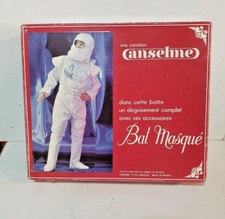 une création
anselme
dans cette boite
un déguisement complet
avec ses accessoires
Bal Masqué